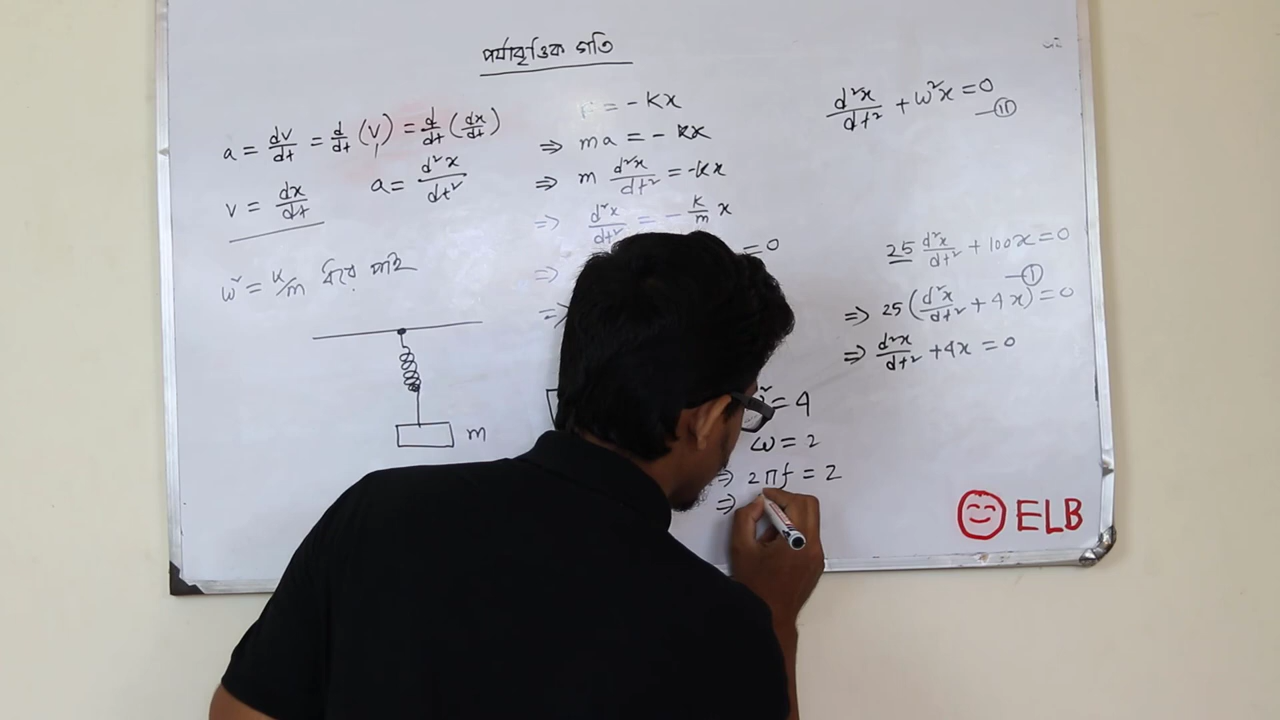 পর্যাবৃত্তিক গতি
a = dv/dt = d/dt (v) = d/dt (dx/dt)
v = dx/dt
a = d²x/dt²
ω² = k/m ধরে পাই
m
F = -kx
⇒ ma = -kx
⇒ m d²x/dt² = -kx
⇒ d²x/dt² = - k/m x
⇒ = 0
⇒
d²x/dt² + ω²x = 0 —(II)
25 d²x/dt² + 100x = 0
—(I)
⇒ 25 (d²x/dt² + 4x) = 0
⇒ d²x/dt² + 4x = 0
² = 4
ω = 2
⇒ 2πf = 2
⇒
ELB